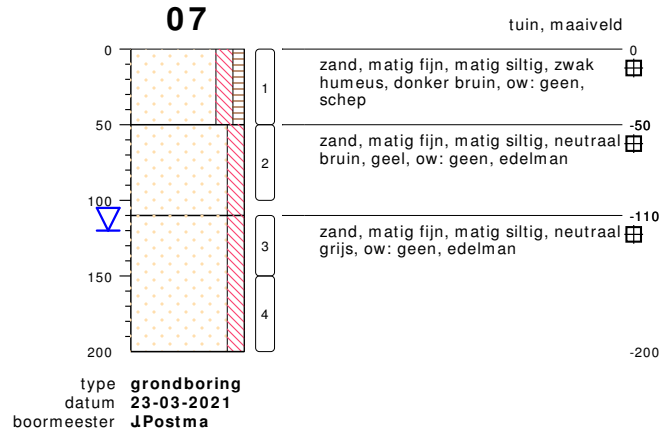 07
tuin, maaiveld
0
0
zand, matig fijn, matig siltig, zwak
humeus, donker bruin, ow: geen,
schep
1
50
-50
zand, matig fijn, matig siltig, neutraal
bruin, geel, ow: geen, edelman
2
100
-110
zand, matig fijn, matig siltig, neutraal
grijs, ow: geen, edelman
3
150
4
200
-200
type grondboring
datum 23-03-2021
boormeester J.Postma